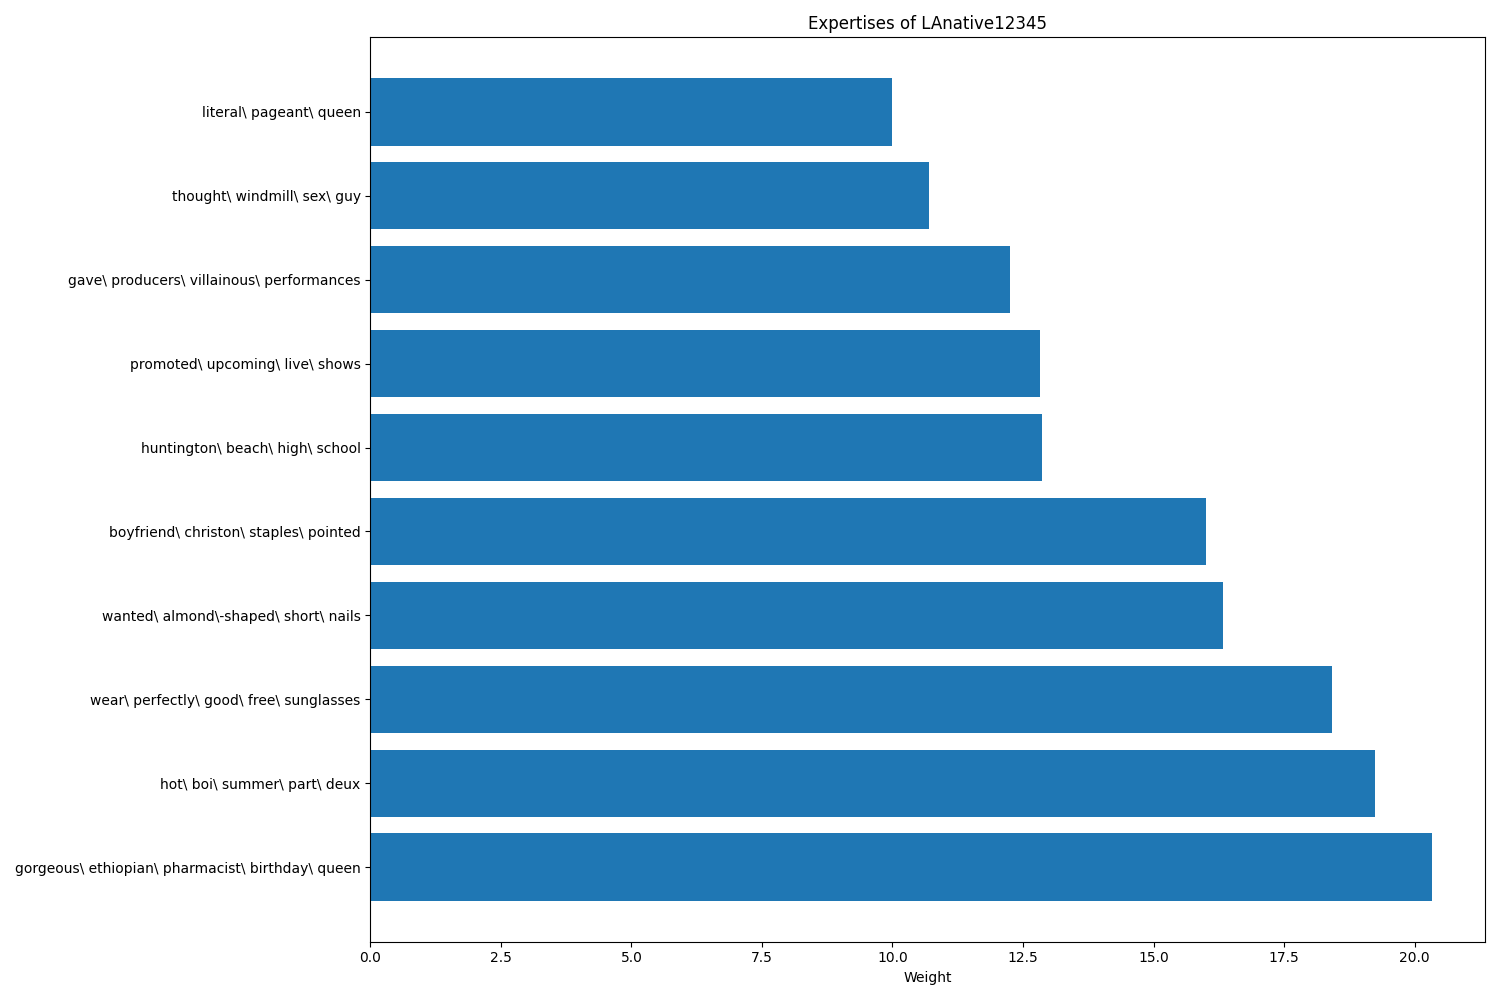 Expertises of LAnative12345
literal\ pageant\ queen
thought\ windmill\ sex\ guy
gave\ producers\ villainous\ performances
promoted\ upcoming\ live\ shows
huntington\ beach\ high\ school
boyfriend\ christon\ staples\ pointed
wanted\ almond\-shaped\ short\ nails
wear\ perfectly\ good\ free\ sunglasses
hot\ boi\ summer\ part\ deux
gorgeous\ ethiopian\ pharmacist\ birthday\ queen
0.0 2.5 5.0 7.5 10.0 12.5 15.0 17.5 20.0
Weight